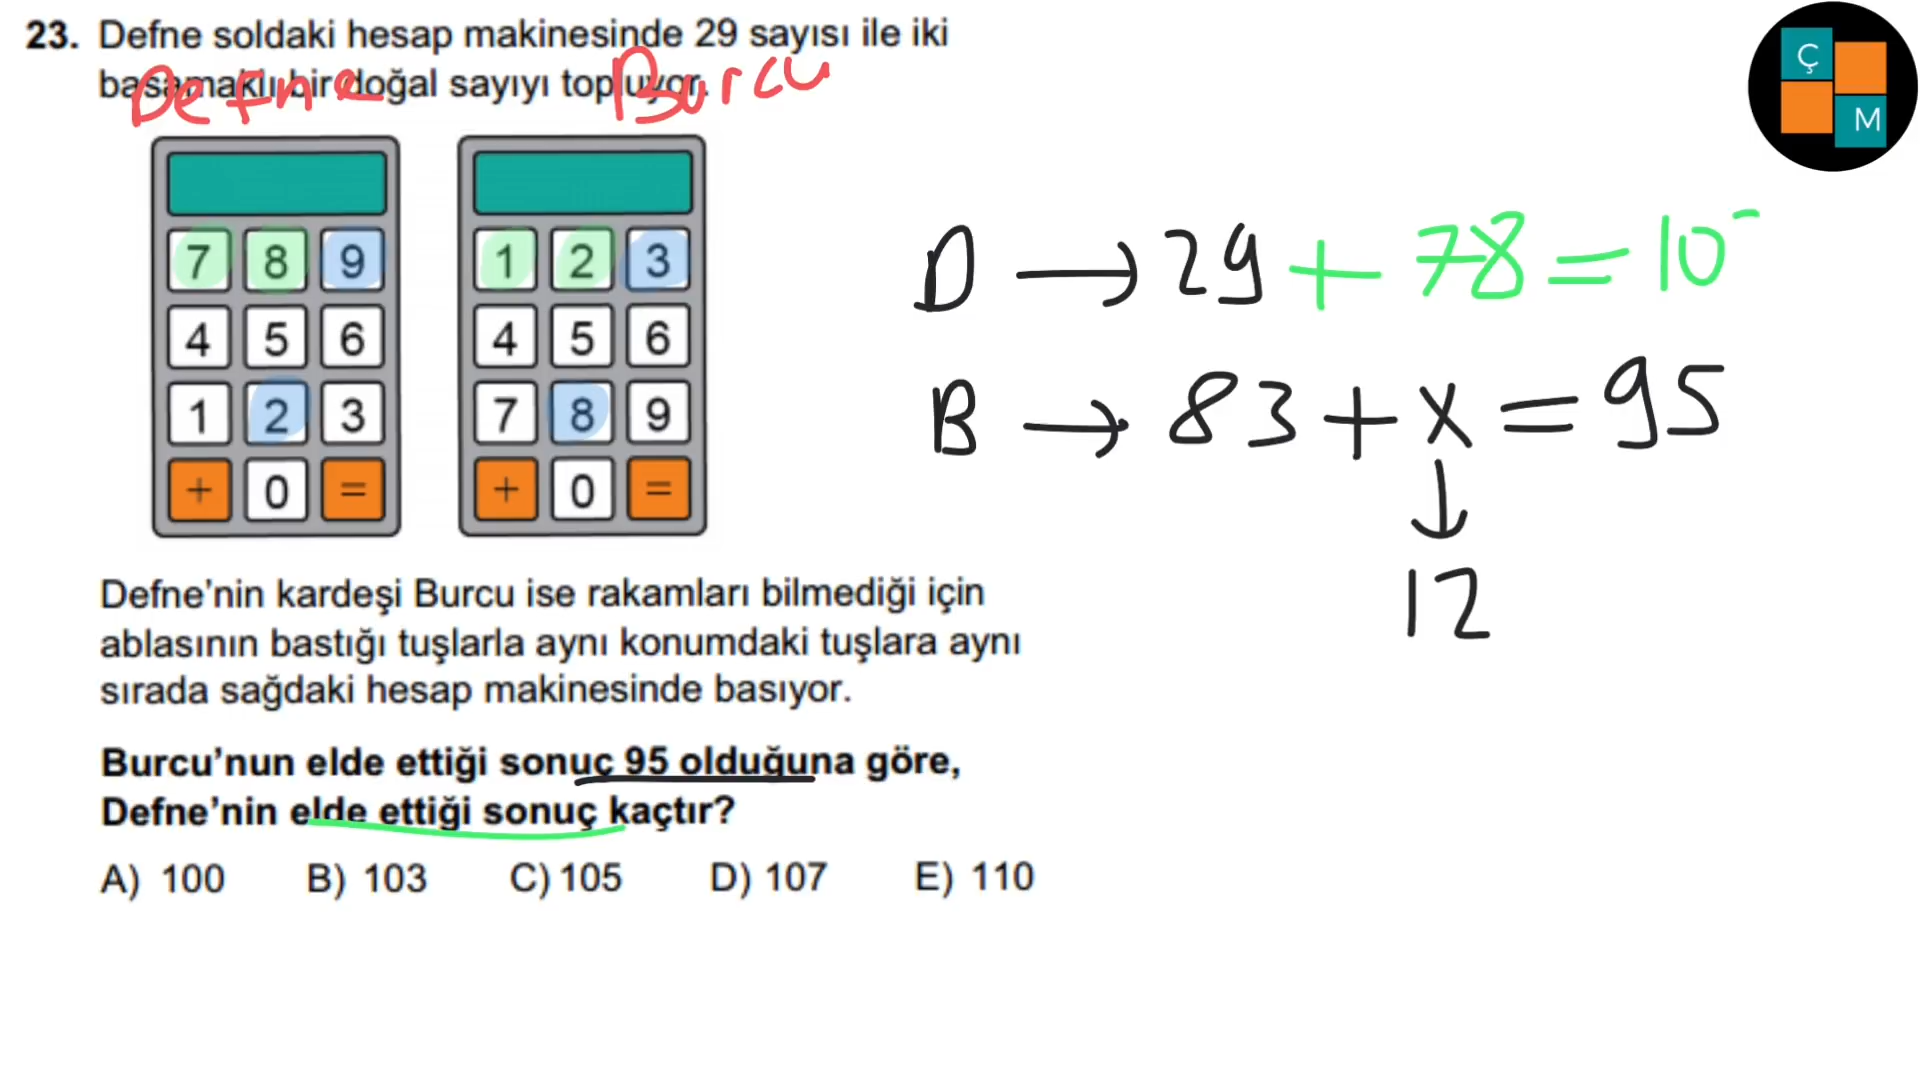 23. Defne soldaki hesap makinesinde 29 sayısı ile iki
basamaklı bir doğal sayıyı topluyor.
Defne Burcu
7 8 9
4 5 6
1 2 3
+ 0 =
1 2 3
4 5 6
7 8 9
+ 0 =
Defne'nin kardeşi Burcu ise rakamları bilmediği için
ablasının bastığı tuşlarla aynı konumdaki tuşlara aynı
sırada sağdaki hesap makinesinde basıyor.
Burcu'nun elde ettiği sonuç 95 olduğuna göre,
Defne'nin elde ettiği sonuç kaçtır?
A) 100 B) 103 C) 105 D) 107 E) 110
D → 29 + 78 = 10
B → 83 + x = 95
↓
12
Ç
M